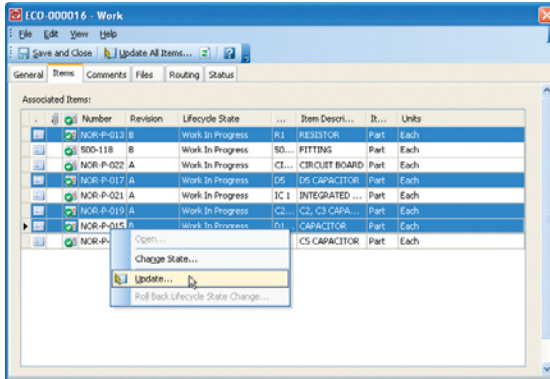 ECO-000016 - Work
File Edit View Help
Save and Close Update All Items...
General Items Comments Files Routing Status
Associated Items:
Number Revision Lifecycle State ... Item Descri... It... Units
NOR-P-013 B Work In Progress R1 RESISTOR Part Each
500-118 B Work In Progress 50... FITTING Part Each
NOR-P-022 A Work In Progress CI... CIRCUIT BOARD Part Each
NOR-P-017 A Work In Progress D5 D5 CAPACITOR Part Each
NOR-P-021 A Work In Progress IC 1 INTEGRATED ... Part Each
NOR-P-019 A Work In Progress C2... C2, C3 CAPA... Part Each
NOR-P-015 B Work In Progress D1 CAPACITOR Part Each
NOR-P- C5 CAPACITOR Part Each
Open...
Change State...
Update...
Roll Back Lifecycle State Change...